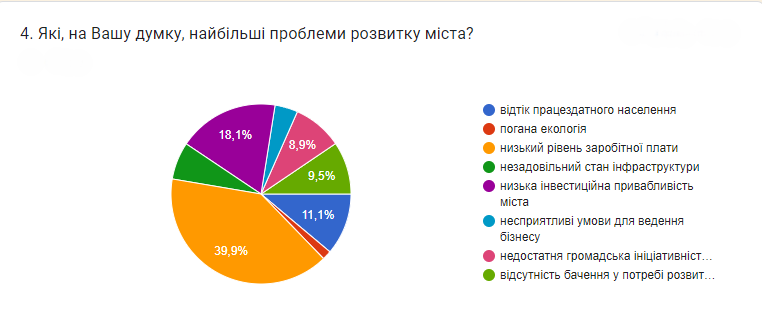 4. Які, на Вашу думку, найбільші проблеми розвитку міста?
18,1%
8,9%
9,5%
11,1%
39,9%
відтік працездатного населення
погана екологія
низький рівень заробітної плати
незадовільний стан інфраструктури
низька інвестиційна привабливість
міста
несприятливі умови для ведення
бізнесу
недостатня громадська ініціативніст…
відсутність бачення у потребі розвит…